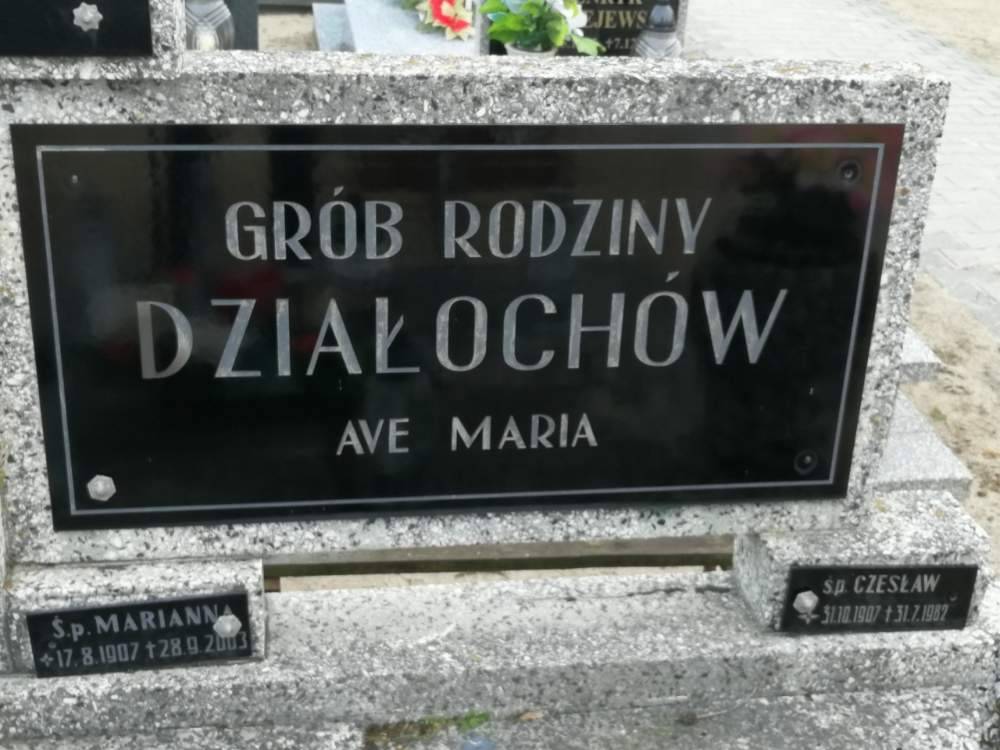 GRÓB RODZINY
DZIAŁOCHÓW
AVE MARIA
Ś.p. MARIANNA
*17.8.1907 †28.9.2003
ś.p. CZESŁAW
*31.10.1907 †31.7.1982